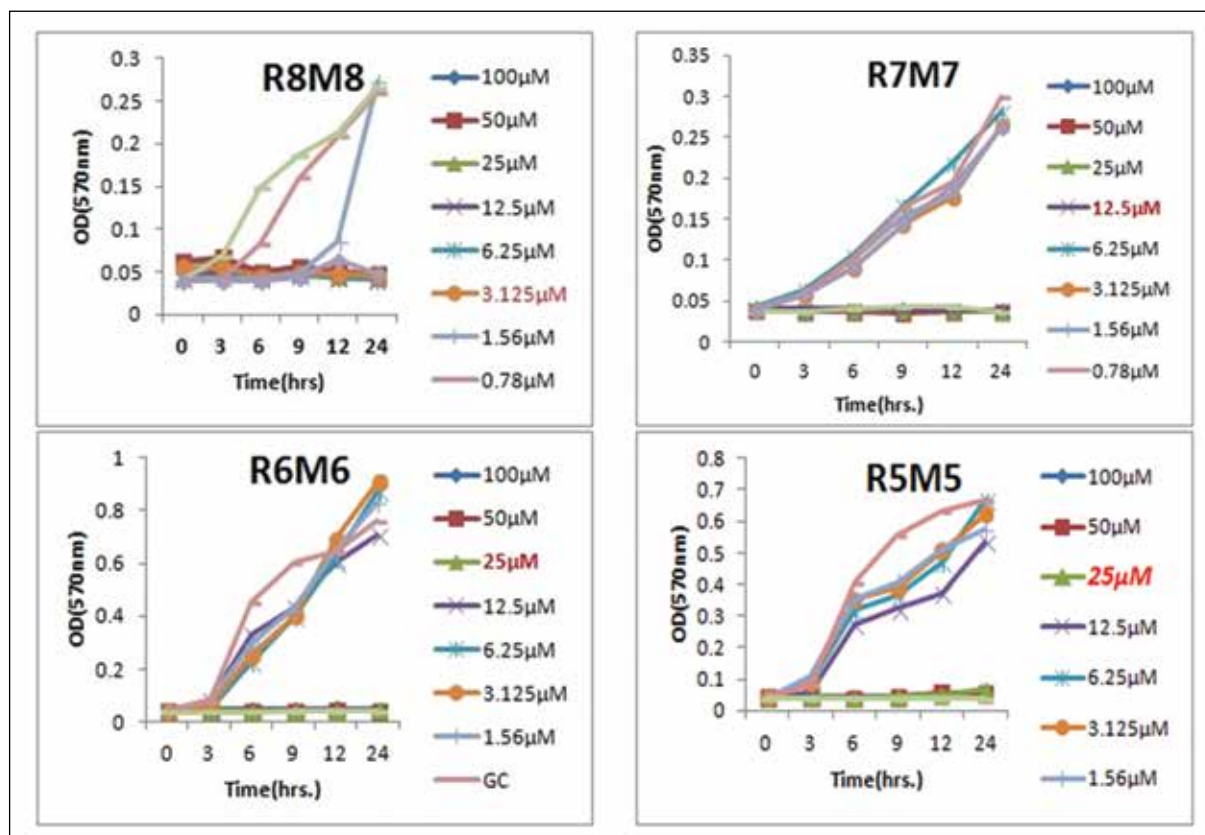 R8M8
0.3
0.25
0.2
0.15
0.1
0.05
0
OD(570nm)
0 3 6 9 12 24
Time(hrs)
100µM
50µM
25µM
12.5µM
6.25µM
3.125µM
1.56µM
0.78µM
R7M7
0.35
0.3
0.25
0.2
0.15
0.1
0.05
0
OD(570nm)
0 3 6 9 12 24
Time(hrs.)
100µM
50µM
25µM
12.5µM
6.25µM
3.125µM
1.56µM
0.78µM
R6M6
1
0.8
0.6
0.4
0.2
0
OD(570nm)
0 3 6 9 12 24
Time(hrs.)
100µM
50µM
25µM
12.5µM
6.25µM
3.125µM
1.56µM
GC
R5M5
0.8
0.7
0.6
0.5
0.4
0.3
0.2
0.1
0
OD(570nm)
0 3 6 9 12 24
Time(hrs.)
100µM
50µM
25µM
12.5µM
6.25µM
3.125µM
1.56µM